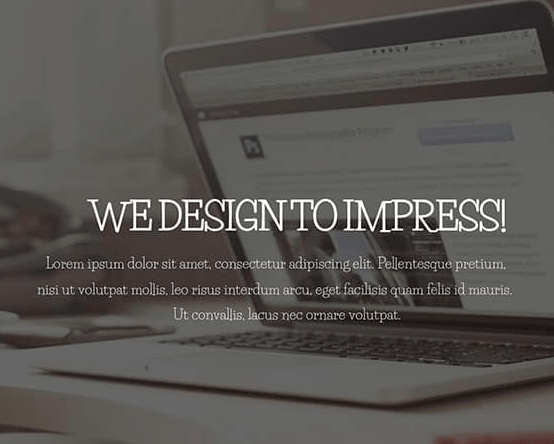 Ps
WE DESIGN TO IMPRESS!
Lorem ipsum dolor sit amet, consectetur adipiscing elit. Pellentesque pretium,
nisi ut volutpat mollis, leo risus interdum arcu, eget facilisis quam felis id mauris.
Ut convallis, lacus nec ornare volutpat.